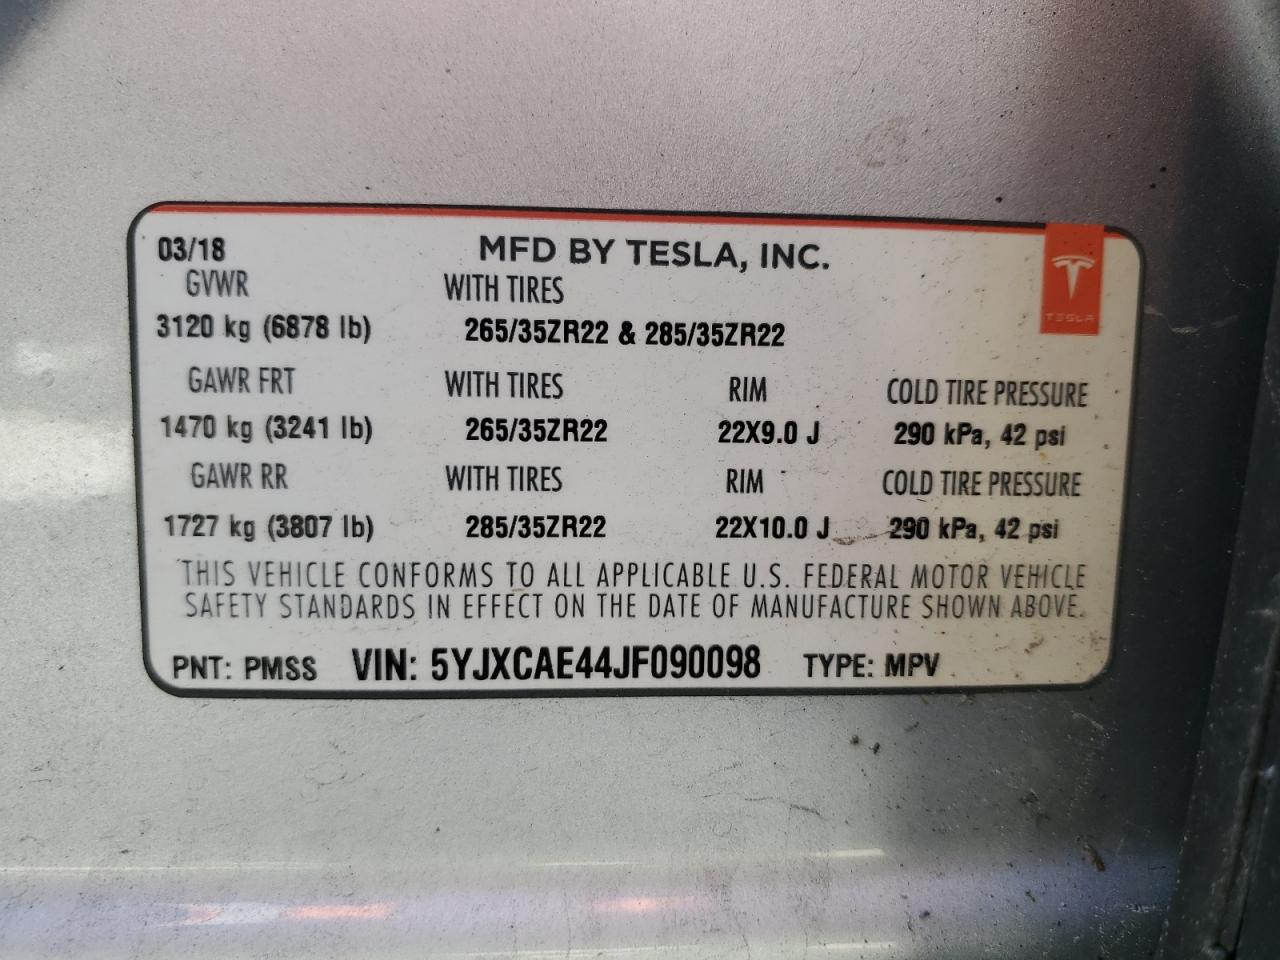 03/18 MFD BY TESLA, INC.
GVWR WITH TIRES
3120 kg (6878 lb) 265/35ZR22 & 285/35ZR22
TESLA
GAWR FRT WITH TIRES RIM COLD TIRE PRESSURE
1470 kg (3241 lb) 265/35ZR22 22X9.0 J 290 kPa, 42 psi
GAWR RR WITH TIRES RIM COLD TIRE PRESSURE
1727 kg (3807 lb) 285/35ZR22 22X10.0 J 290 kPa, 42 psi
THIS VEHICLE CONFORMS TO ALL APPLICABLE U.S. FEDERAL MOTOR VEHICLE
SAFETY STANDARDS IN EFFECT ON THE DATE OF MANUFACTURE SHOWN ABOVE.
PNT: PMSS VIN: 5YJXCAE44JF090098 TYPE: MPV